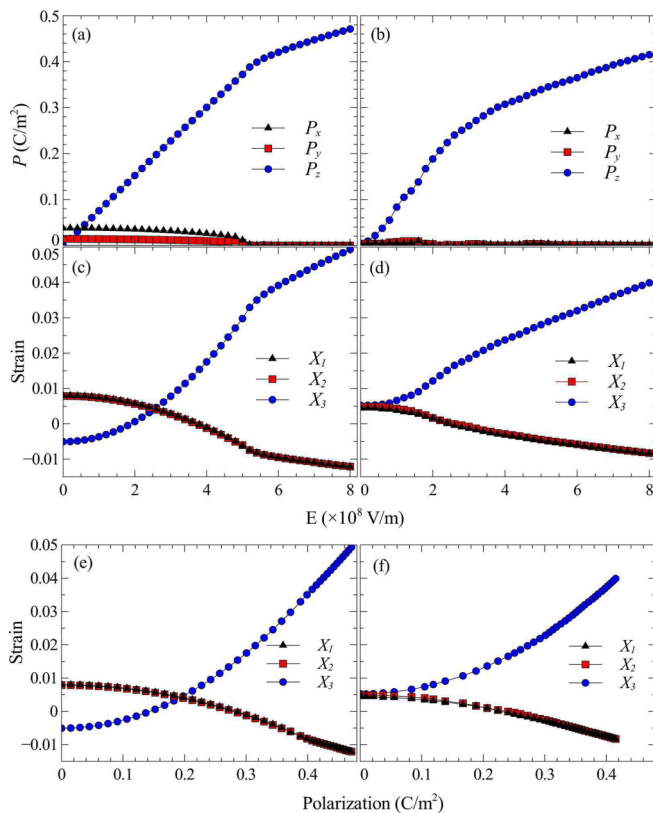 (a)
(b)
0.5
0.4
0.3
0.2
0.1
0
P (C/m²)
Pₓ
Pᵧ
P_z
Pₓ
Pᵧ
P_z
(c)
(d)
0.05
0.04
0.03
0.02
0.01
0
−0.01
Strain
X₁
X₂
X₃
X₁
X₂
X₃
0 2 4 6 8 2 4 6 8
E (×10⁸ V/m)
(e)
(f)
0.05
0.04
0.03
0.02
0.01
0
−0.01
Strain
X₁
X₂
X₃
X₁
X₂
X₃
0 0.1 0.2 0.3 0.4 0 0.1 0.2 0.3 0.4
Polarization (C/m²)